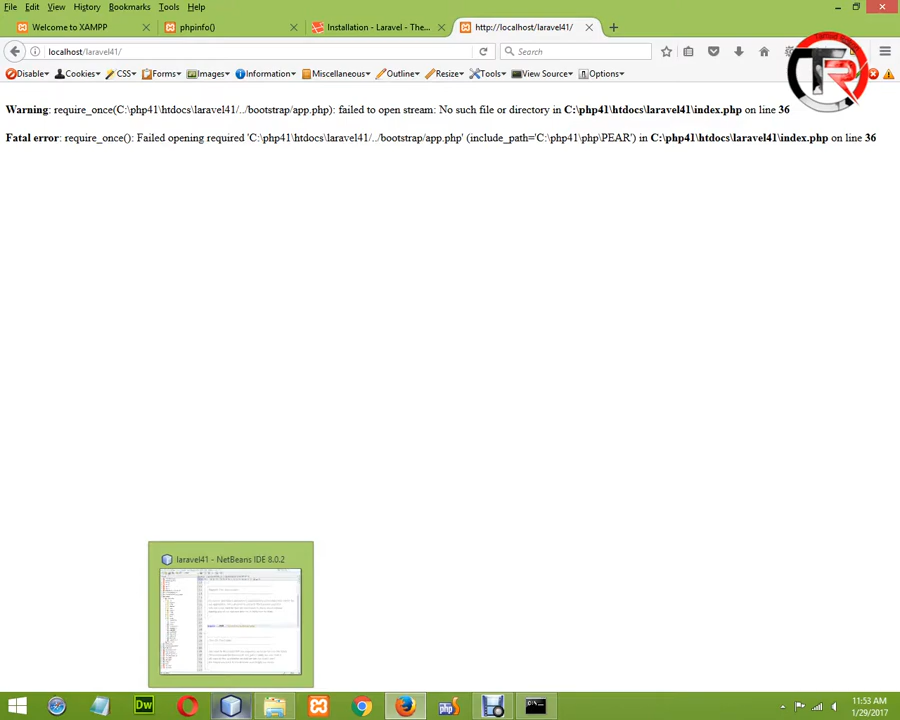 File Edit View History Bookmarks Tools Help
Welcome to XAMPP
phpinfo()
Installation - Laravel - The...
http://localhost/laravel41/
localhost/laravel41/
Search
Disable Cookies CSS Forms Images Information Miscellaneous Outline Resize Tools View Source Options
Warning: require_once(C:\php41\htdocs\laravel41/../bootstrap/app.php): failed to open stream: No such file or directory in C:\php41\htdocs\laravel41\index.php on line 36
Fatal error: require_once(): Failed opening required 'C:\php41\htdocs\laravel41/../bootstrap/app.php' (include_path='C:\php41\php\PEAR') in C:\php41\htdocs\laravel41\index.php on line 36
laravel41 - NetBeans IDE 8.0.2
Dw
php
11:53 AM
1/29/2017